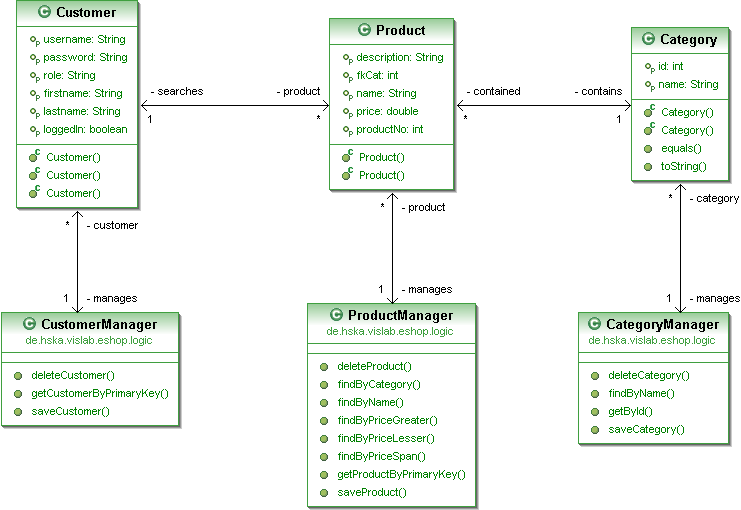 Customer
username: String
password: String
role: String
firstname: String
lastname: String
loggedIn: boolean
Customer()
Customer()
Customer()
- searches
- product
1
*
Product
description: String
fkCat: int
name: String
price: double
productNo: int
Product()
Product()
- contained
- contains
*
1
Category
id: int
name: String
Category()
Category()
equals()
toString()
*
- customer
1
- manages
*
- product
1
- manages
*
- category
1
- manages
CustomerManager
de.hska.vislab.eshop.logic
deleteCustomer()
getCustomerByPrimaryKey()
saveCustomer()
ProductManager
de.hska.vislab.eshop.logic
deleteProduct()
findByCategory()
findByName()
findByPriceGreater()
findByPriceLesser()
findByPriceSpan()
getProductByPrimaryKey()
saveProduct()
CategoryManager
de.hska.vislab.eshop.logic
deleteCategory()
findByName()
getById()
saveCategory()